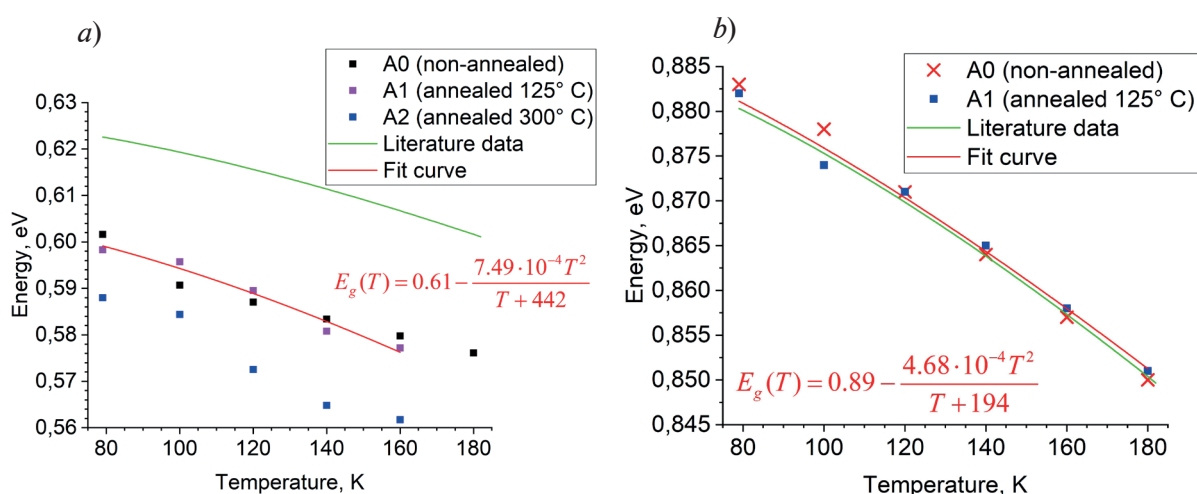 a)
A0 (non-annealed)
A1 (annealed 125° C)
A2 (annealed 300° C)
Literature data
Fit curve
0,63
0,62
0,61
0,60
0,59
0,58
0,57
0,56
Energy, eV
E_g(T) = 0.61 − 7.49·10⁻⁴T² / T + 442
80 100 120 140 160 180
Temperature, K
b)
A0 (non-annealed)
A1 (annealed 125° C)
Literature data
Fit curve
0,885
0,880
0,875
0,870
0,865
0,860
0,855
0,850
0,845
Energy, eV
E_g(T) = 0.89 − 4.68·10⁻⁴T² / T + 194
80 100 120 140 160 180
Temperature, K